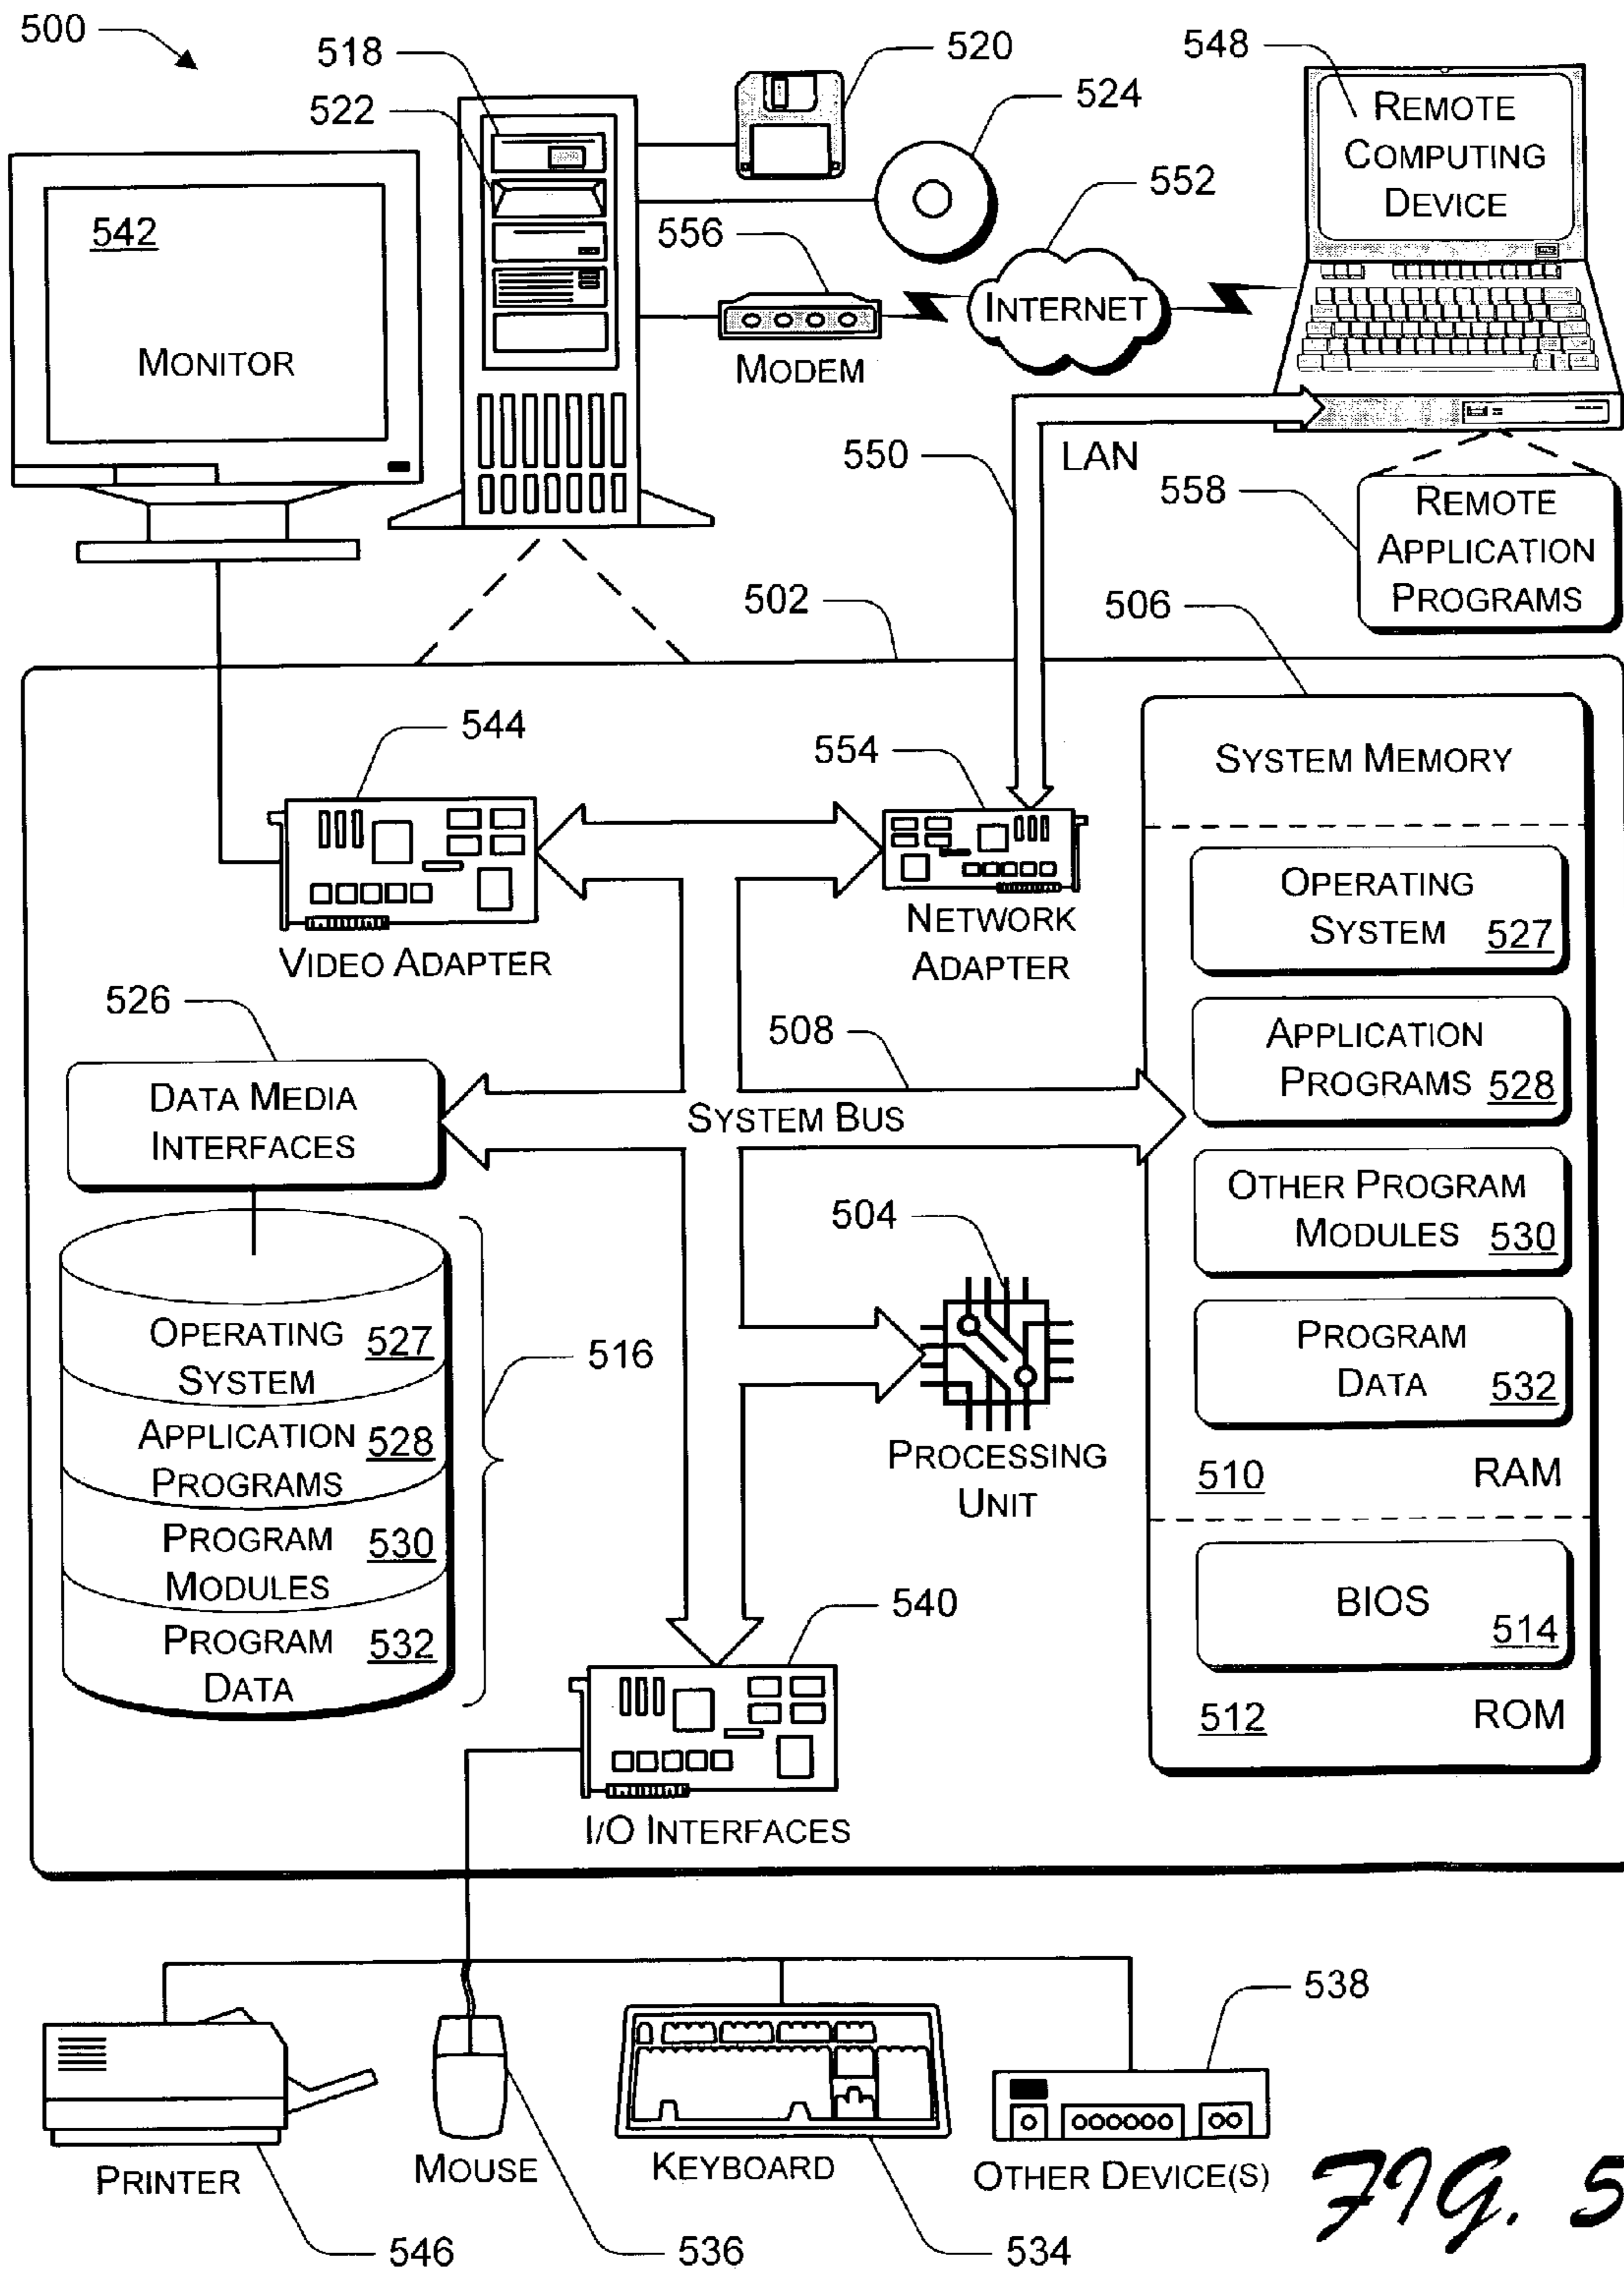 500
518
520
548
522
524
REMOTE
COMPUTING
DEVICE
552
542
556
INTERNET
MONITOR
MODEM
550
LAN
558
REMOTE
APPLICATION
PROGRAMS
502
506
544
554
SYSTEM MEMORY
OPERATING
SYSTEM 527
NETWORK
ADAPTER
VIDEO ADAPTER
526
508
APPLICATION
PROGRAMS 528
DATA MEDIA
INTERFACES
SYSTEM BUS
OTHER PROGRAM
MODULES 530
504
OPERATING 527
SYSTEM
516
PROGRAM
DATA 532
APPLICATION 528
PROGRAMS
PROCESSING
UNIT
510 RAM
PROGRAM 530
MODULES
BIOS
514
540
PROGRAM 532
DATA
512 ROM
I/O INTERFACES
538
PRINTER
MOUSE
KEYBOARD
OTHER DEVICE(S)
546
536
534
FIG. 5